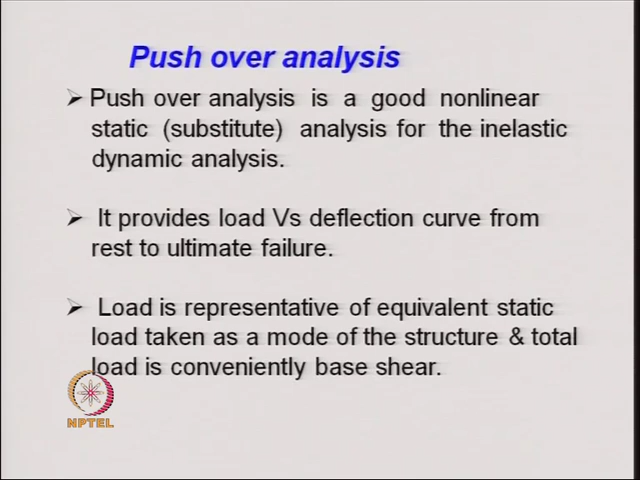 Push over analysis
Push over analysis is a good nonlinear
static (substitute) analysis for the inelastic
dynamic analysis.
It provides load Vs deflection curve from
rest to ultimate failure.
Load is representative of equivalent static
load taken as a mode of the structure & total
load is conveniently base shear.
NPTEL